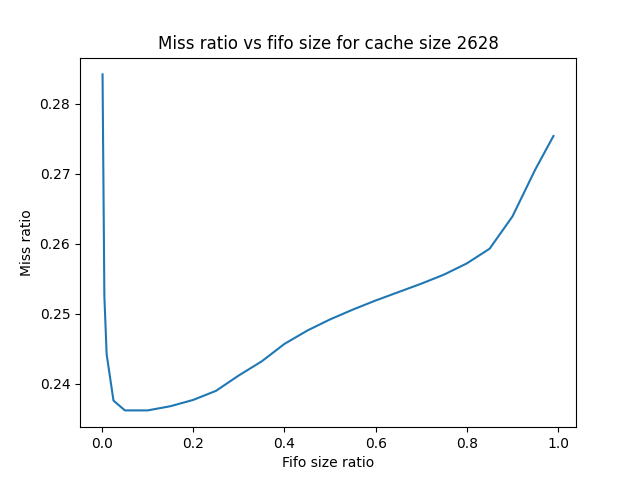 Miss ratio vs fifo size for cache size 2628
0.28
0.27
0.26
0.25
0.24
Miss ratio
0.0 0.2 0.4 0.6 0.8 1.0
Fifo size ratio